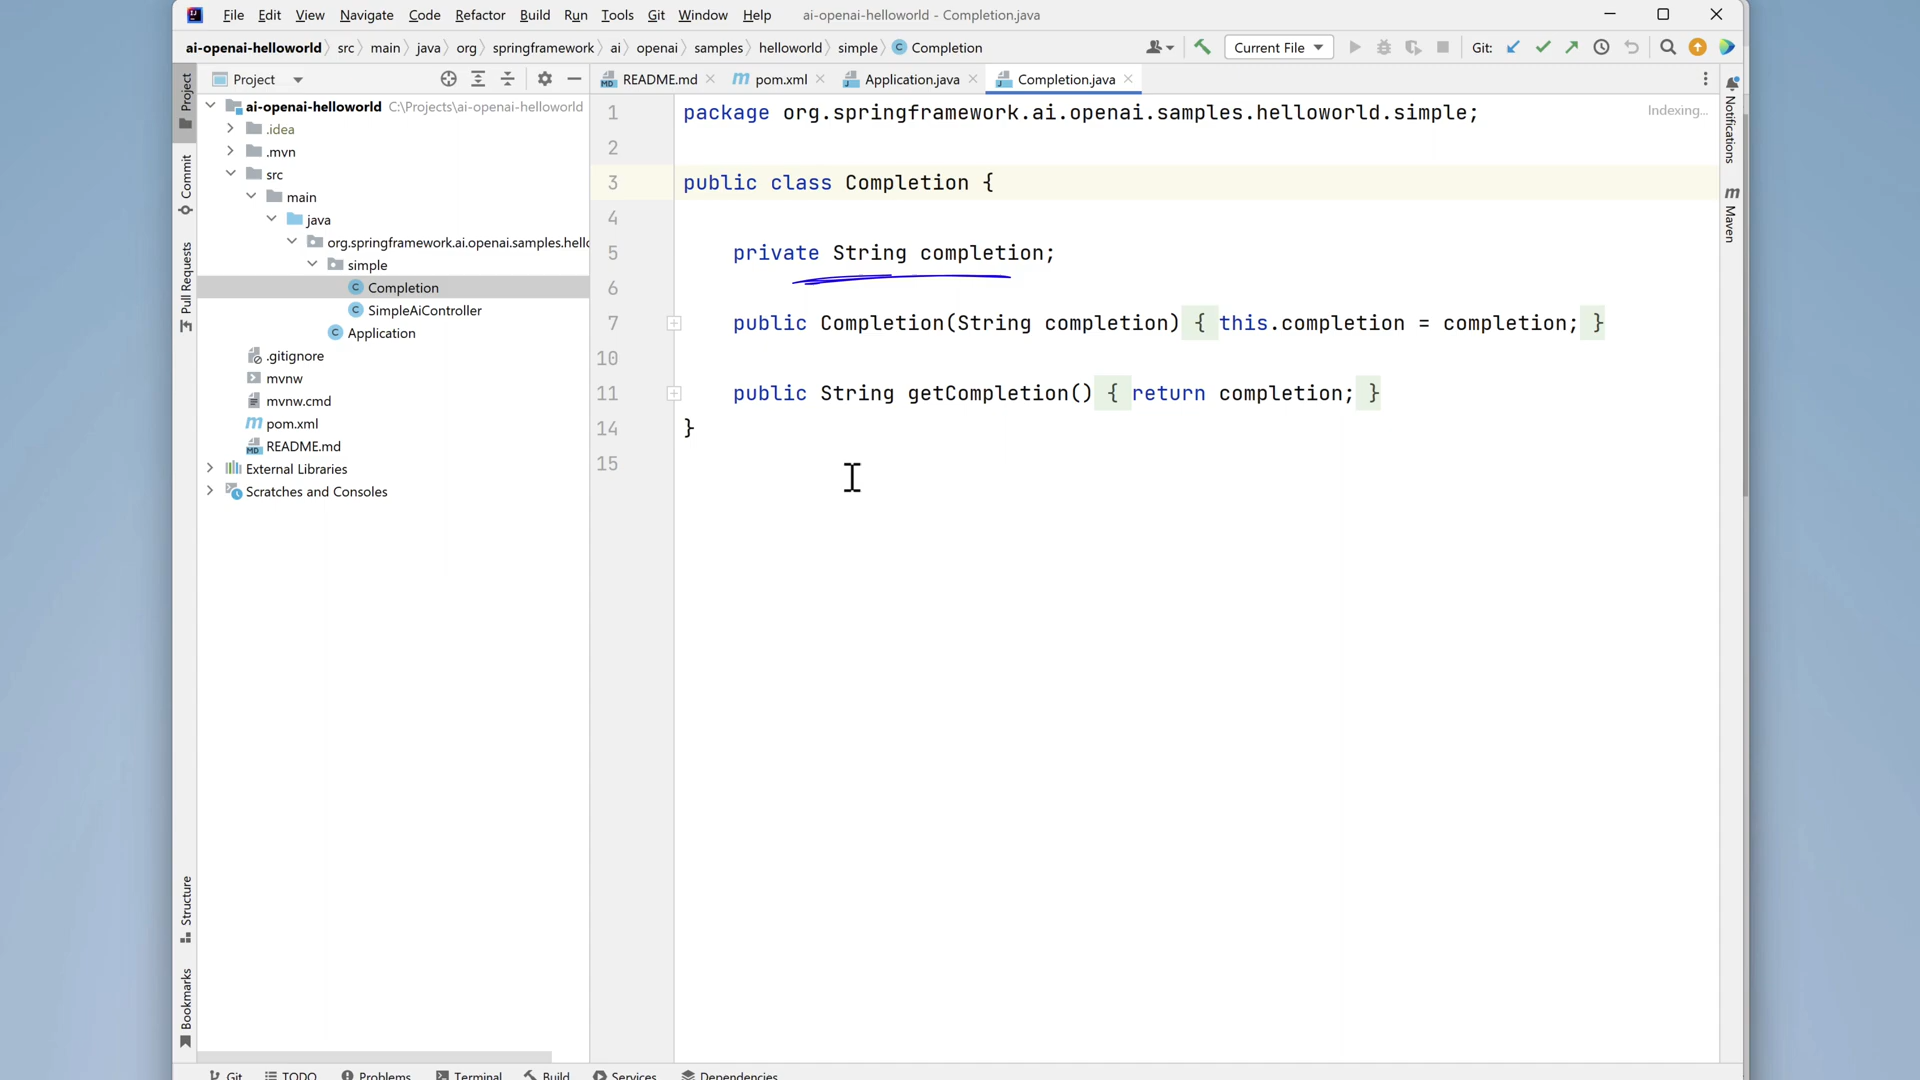 File Edit View Navigate Code Refactor Build Run Tools Git Window Help ai-openai-helloworld - Completion.java
ai-openai-helloworld src main java org springframework ai openai samples helloworld simple Completion Current File Git:
Project README.md pom.xml Application.java Completion.java
ai-openai-helloworld C:\Projects\ai-openai-helloworld
.idea
.mvn
src
main
java
org.springframework.ai.openai.samples.hello
simple
Completion
SimpleAiController
Application
.gitignore
mvnw
mvnw.cmd
pom.xml
README.md
External Libraries
Scratches and Consoles
Project
Commit
Pull Requests
Structure
Bookmarks
1 package org.springframework.ai.openai.samples.helloworld.simple;
2
3 public class Completion {
4
5 private String completion;
6
7 public Completion(String completion) { this.completion = completion; }
10
11 public String getCompletion() { return completion; }
14 }
15
Indexing...
Notifications
Maven
Git TODO Problems Terminal Build Services Dependencies